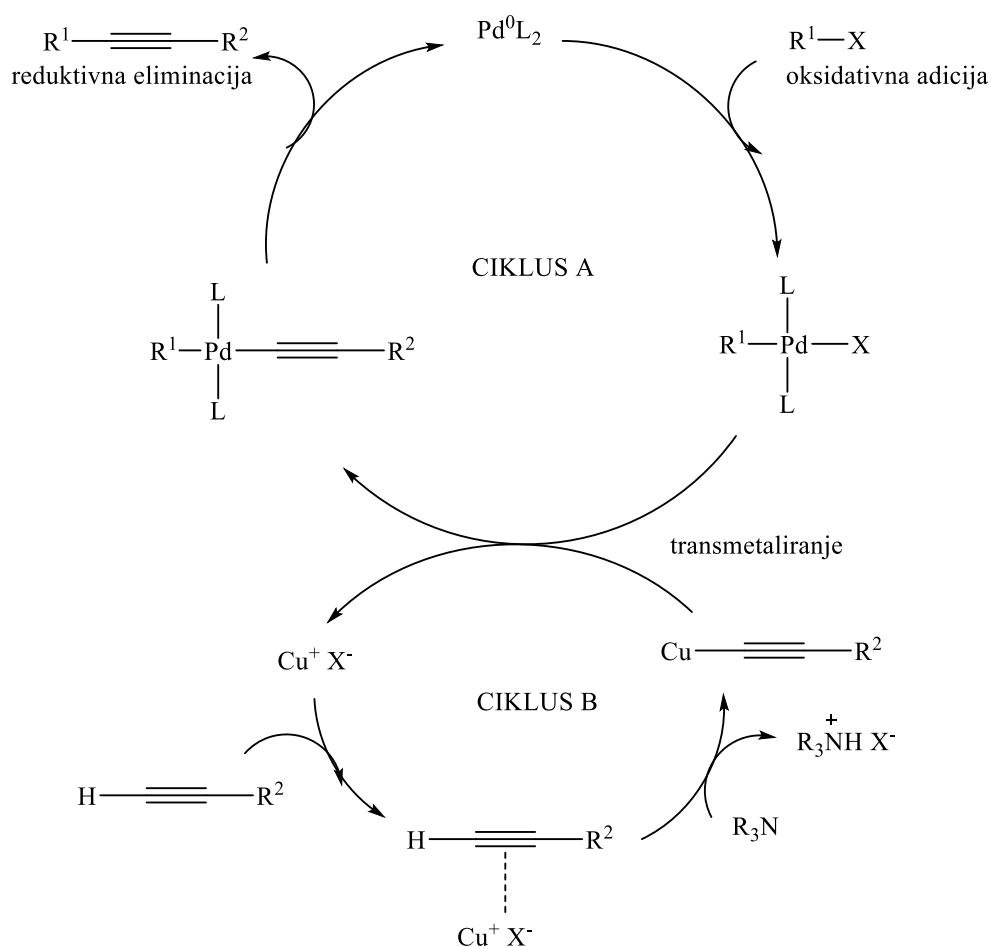 Pd⁰L₂
R¹ R²
reduktivna eliminacija
R¹—X
oksidativna adicija
CIKLUS A
L
R¹—Pd R²
L
L
R¹—Pd—X
L
transmetaliranje
Cu⁺ X⁻
Cu R²
CIKLUS B
R₃N⁺H X⁻
H R²
R₃N
H R²
Cu⁺ X⁻